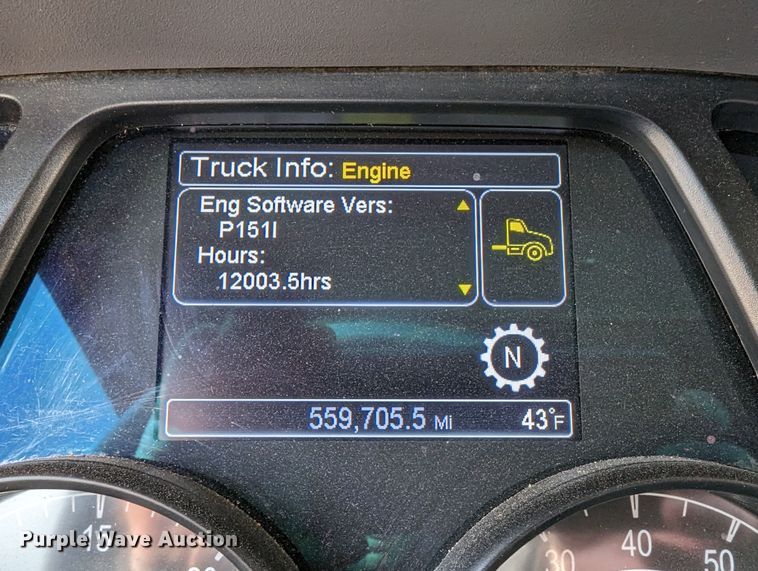 Truck Info: Engine
Eng Software Vers:
P151I
Hours:
12003.5hrs
N
559,705.5 Mi 43°F
15
30 40 50
Purple Wave Auction